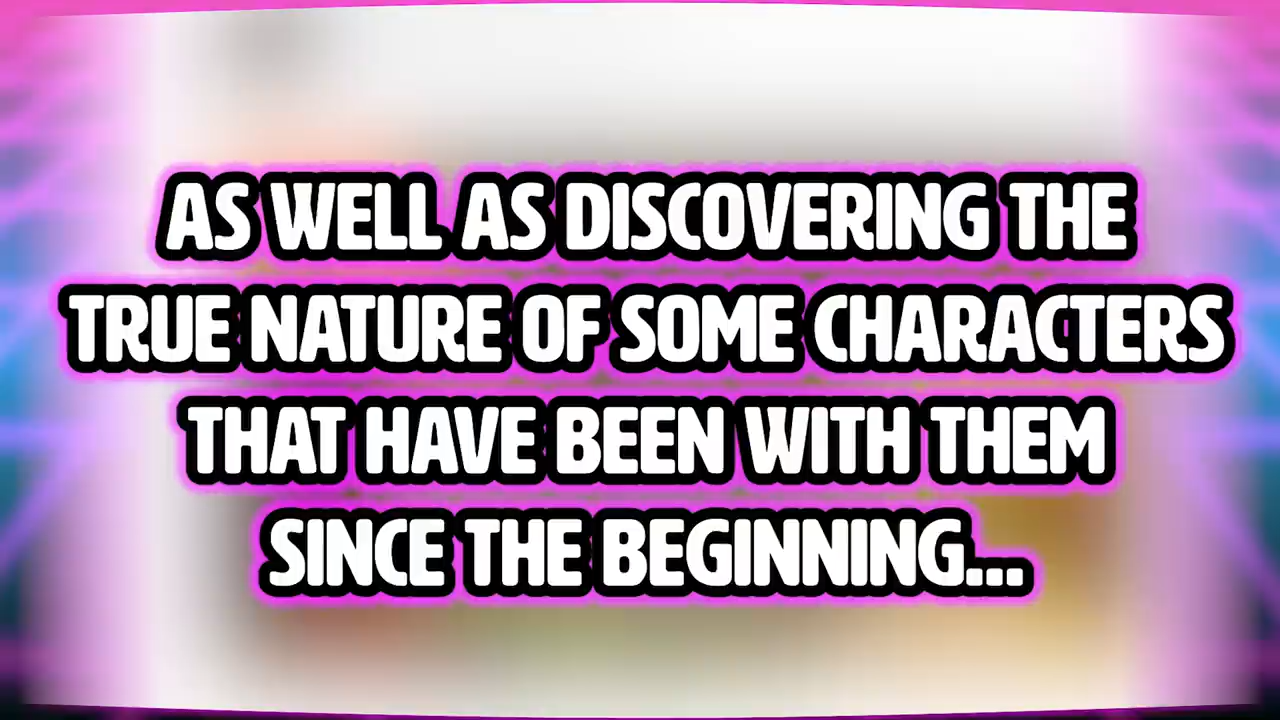 AS WELL AS DISCOVERING THE
TRUE NATURE OF SOME CHARACTERS
THAT HAVE BEEN WITH THEM
SINCE THE BEGINNING...